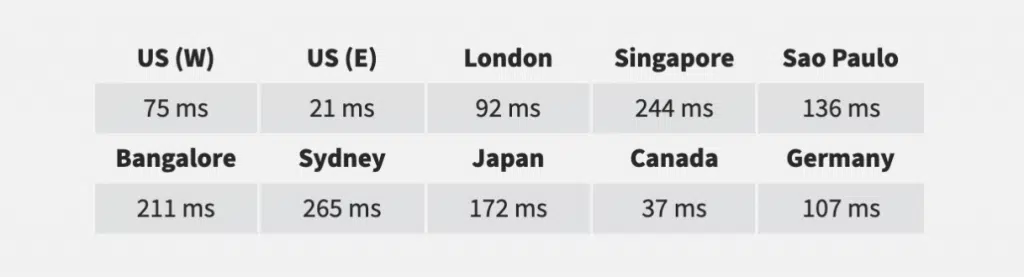 US (W) US (E) London Singapore Sao Paulo
75 ms 21 ms 92 ms 244 ms 136 ms
Bangalore Sydney Japan Canada Germany
211 ms 265 ms 172 ms 37 ms 107 ms